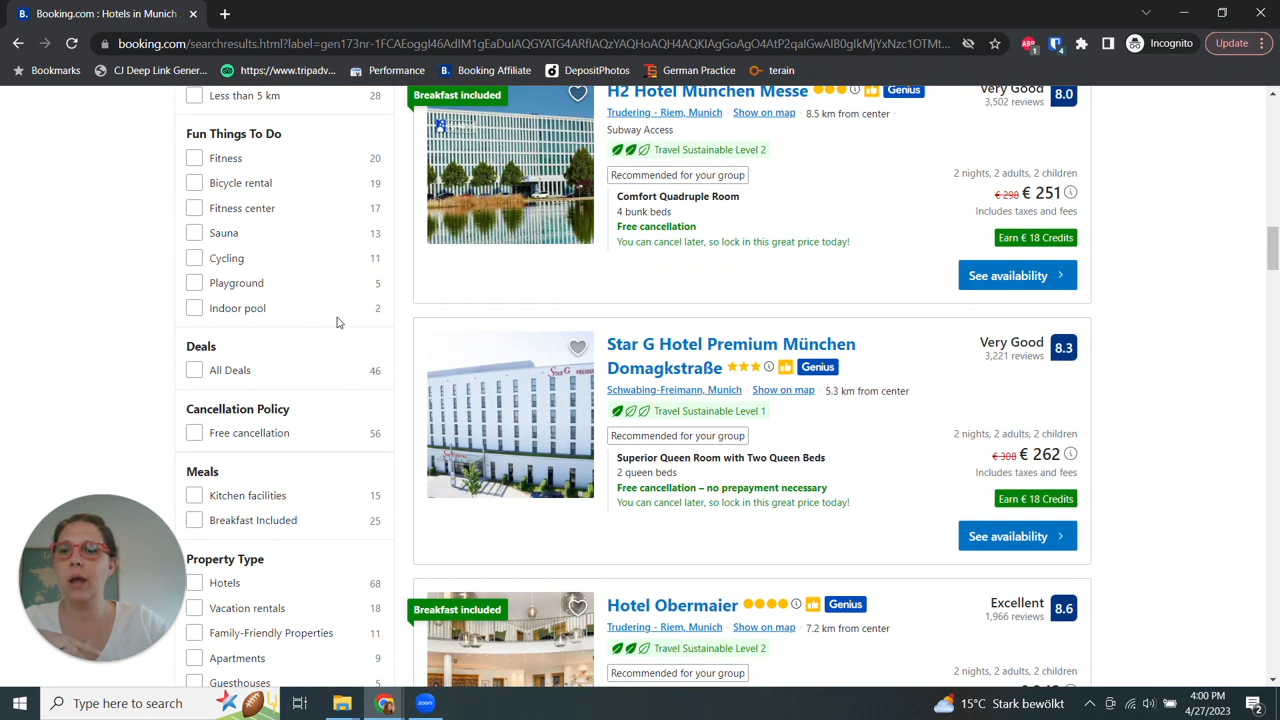 Booking.com : Hotels in Munich
booking.com/searchresults.html?label=gen173nr-1FCAEoggI46AdIM1gEaDulAQGYATG4ARfIAQzYAQHoAQH4AQKIAgGoAgO4AtP2qaIGwAIB0gIkMjYxNzc1OTMtMT...
Incognito
Update
Bookmarks
CJ Deep Link Gener...
https://www.tripadv...
Performance
Booking Affiliate
DepositPhotos
German Practice
terain
Less than 5 km 28
Fun Things To Do
Fitness 20
Bicycle rental 19
Fitness center 17
Sauna 13
Cycling 11
Playground 5
Indoor pool 2
Deals
All Deals 46
Cancellation Policy
Free cancellation 56
Meals
Kitchen facilities 15
Breakfast Included 25
Property Type
Hotels 68
Vacation rentals 18
Family-Friendly Properties 11
Apartments 9
Guesthouses 5
Breakfast included
H2 Hotel München Messe Genius
Very Good
3,502 reviews
8.0
Trudering - Riem, Munich Show on map · 8.5 km from center
Subway Access
Travel Sustainable Level 2
Recommended for your group
Comfort Quadruple Room
4 bunk beds
Free cancellation
You can cancel later, so lock in this great price today!
2 nights, 2 adults, 2 children
€ 298 € 251
Includes taxes and fees
Earn € 18 Credits
See availability
Star G Hotel Premium München
Domagkstraße Genius
Very Good
3,221 reviews
8.3
Schwabing-Freimann, Munich · Show on map · 5.3 km from center
Travel Sustainable Level 1
Recommended for your group
Superior Queen Room with Two Queen Beds
2 queen beds
Free cancellation – no prepayment necessary
You can cancel later, so lock in this great price today!
2 nights, 2 adults, 2 children
€ 308 € 262
Includes taxes and fees
Earn € 18 Credits
See availability
Breakfast included
Hotel Obermaier Genius
Excellent
1,966 reviews
8.6
Trudering - Riem, Munich · Show on map · 7.2 km from center
Travel Sustainable Level 2
Recommended for your group
2 nights, 2 adults, 2 children
Type here to search
zoom
15°C Stark bewölkt
4:00 PM
4/27/2023
2